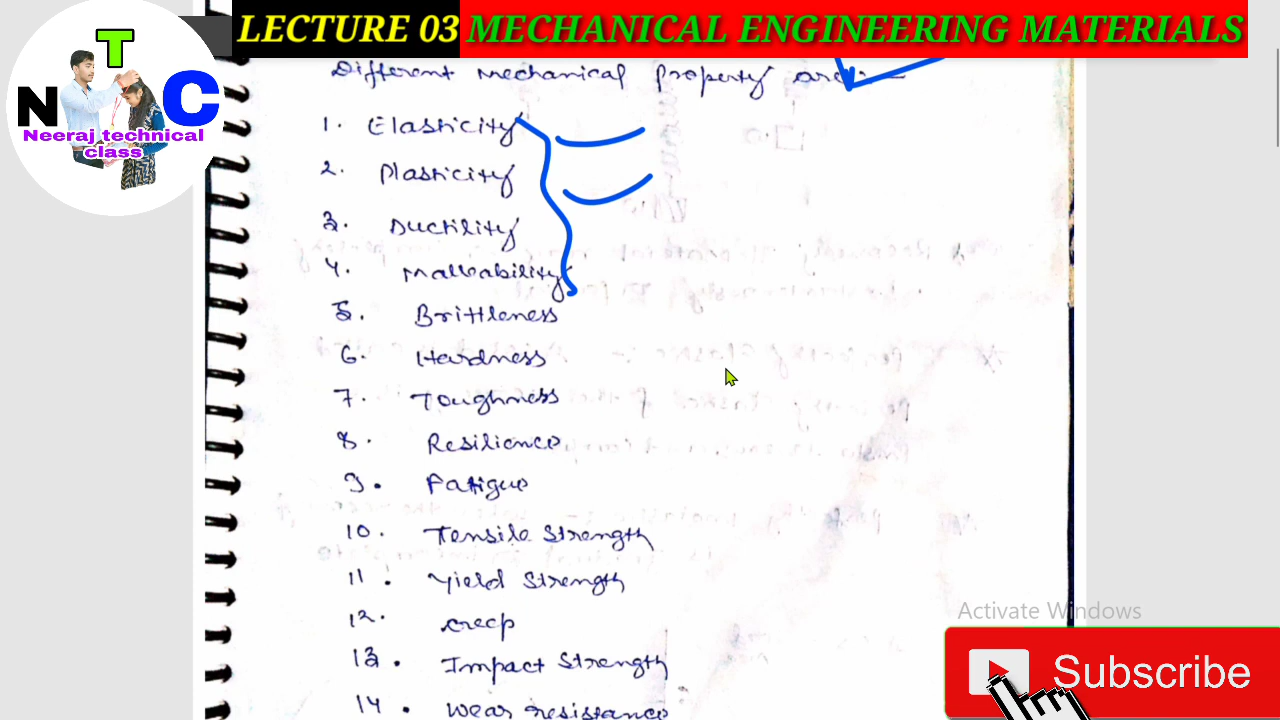 LECTURE 03 MECHANICAL ENGINEERING MATERIALS
T
N C
Neeraj technical
class
Different Mechanical property are:-
1. Elasticity
2. Plasticity
3. Ductility
4. Malleability
5. Brittleness
6. Hardness
7. Toughness
8. Resilience
9. Fatigue
10. Tensile Strength
11. Yield Strength
12. creep
13. Impact Strength
14. Wear resistance
Activate Windows
Subscribe